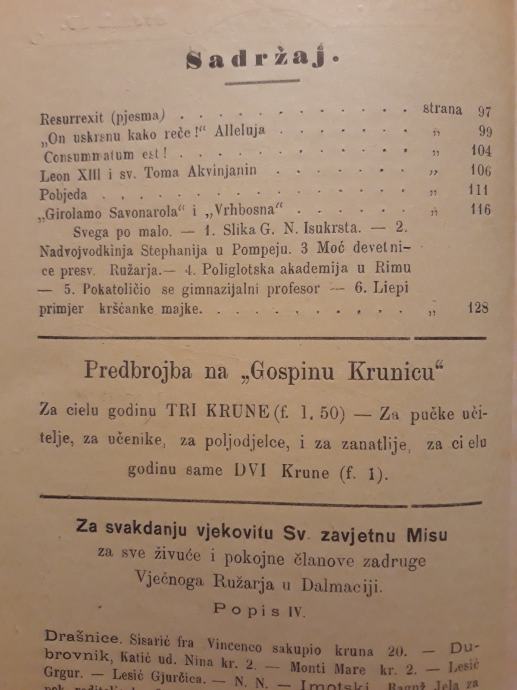 Sadržaj.
Resurrexit (pjesma) . . . . . . . . . . . strana 97
„On uskrsnu kako reče!“ Alleluja . . . . . . „ 99
Consummatum est! . . . . . . . . . . . „ 104
Leon XIII i sv. Toma Akvinjanin . . . . . . . „ 106
Pobjeda . . . . . . . . . . . . . „ 111
„Girolamo Savonarola“ i „Vrhbosna“ . . . . . . „ 116
Svega po malo. — 1. Slika G. N. Isukrsta. — 2.
Nadvojvodkinja Stephanija u Pompeju. 3 Moć devetni-
ce presv. Ružarja.— 4. Poliglotska akademija u Rimu
— 5. Pokatoličio se gimnazijalni profesor — 6. Liepi
primjer kršćanke majke. . . . . . . . . . „ 128
Predbrojba na „Gospinu Krunicu“
Za cielu godinu TRI KRUNE (f. 1, 50) — Za pučke uči-
telje, za učenike, za poljodjelce, i za zanatlije, za cielu
godinu same DVI Krune (f. 1).
Za svakdanju vjekovitu Sv. zavjetnu Misu
za sve živuće i pokojne članove zadruge
Vječnoga Ružarja u Dalmaciji.
Popis IV.
Drašnice. Sisarić fra Vincenco sakupio kruna 20. — Du-
brovnik, Katić ud. Nina kr. 2. — Monti Mare kr. 2. — Lesić
Grgur. — Lesić Gjurčica. — N. N. — Imotski. Jela za